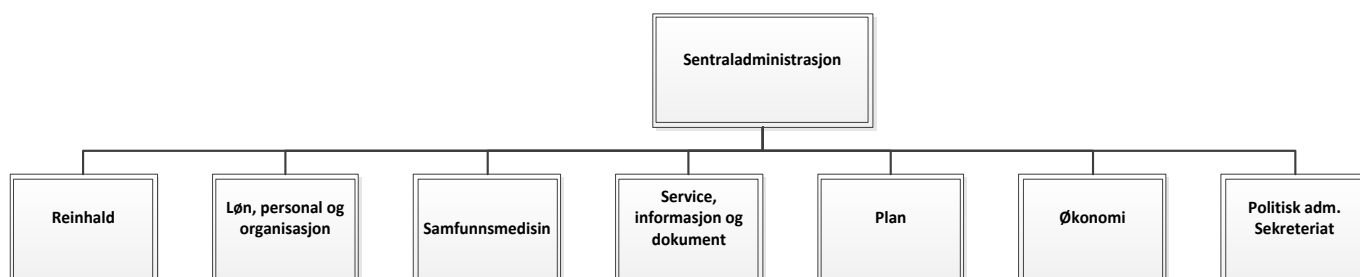 Sentraladministrasjon
Reinhald
Løn, personal og
organisasjon
Samfunnsmedisin
Service,
informasjon og
dokument
Plan
Økonomi
Politisk adm.
Sekreteriat